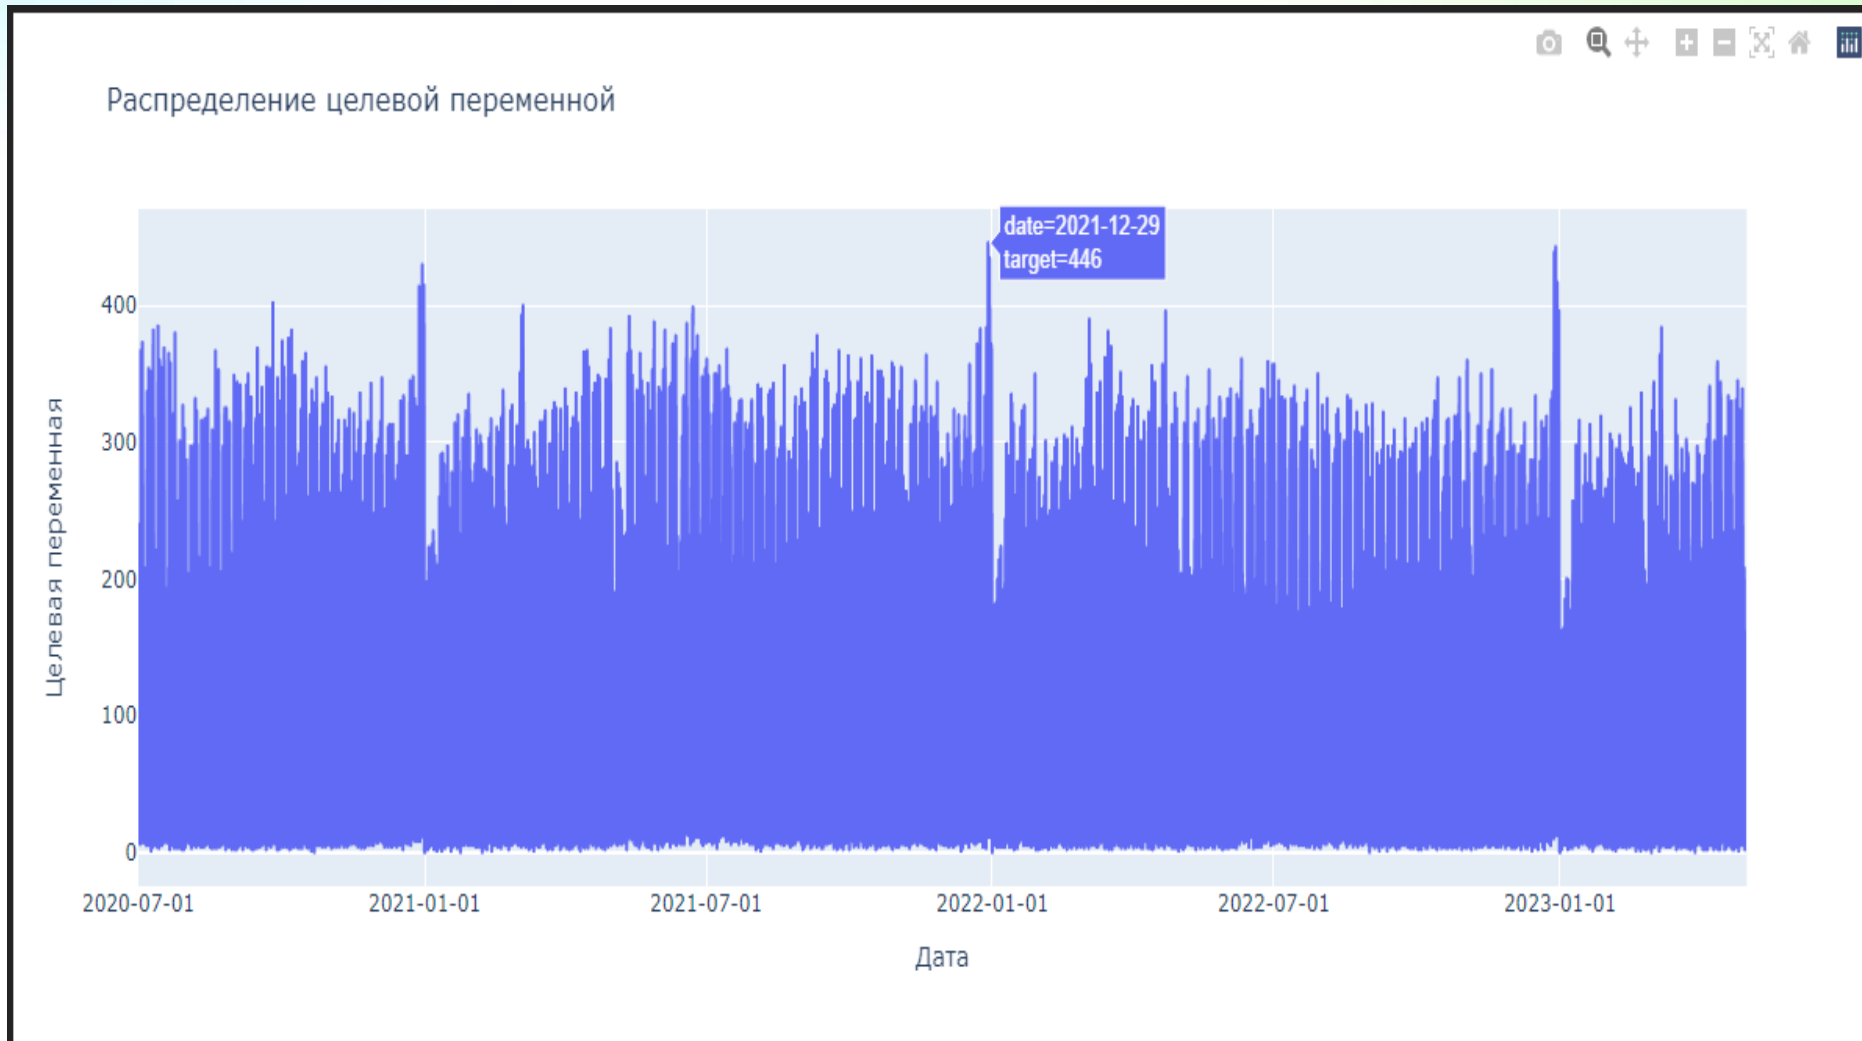 Распределение целевой переменной
date=2021-12-29
target=446
400
300
200
100
0
Целевая переменная
2020-07-01 2021-01-01 2021-07-01 2022-01-01 2022-07-01 2023-01-01
Дата